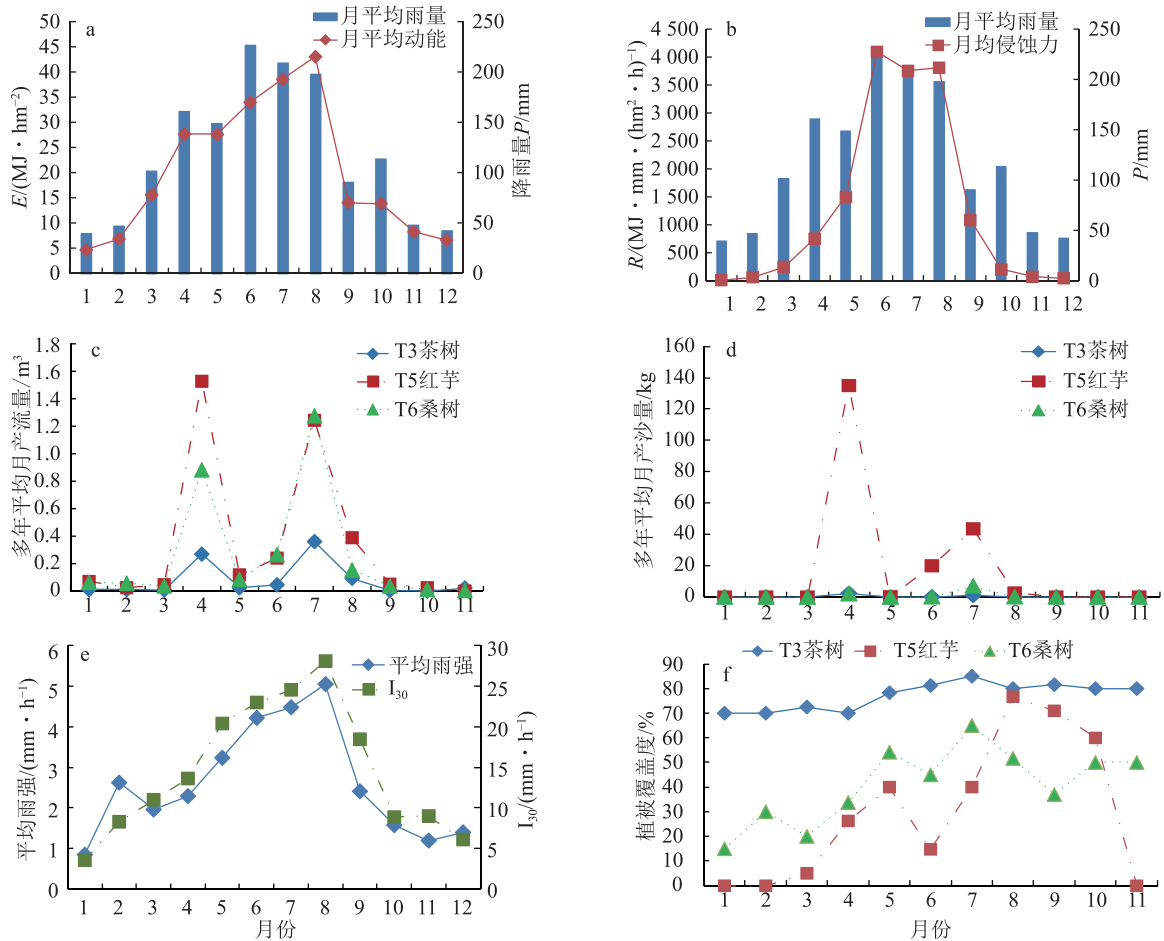 a
月平均雨量
月平均动能
E/(MJ·hm⁻²)
50
45
40
35
30
25
20
15
10
5
0
250
200
150
100
50
0
降雨量P/mm
1 2 3 4 5 6 7 8 9 10 11 12
b
月平均雨量
月均侵蚀力
R/(MJ·mm·(hm²·h)⁻¹)
4 500
4 000
3 500
3 000
2 500
2 000
1 500
1 000
500
0
250
200
150
100
50
0
P/mm
1 2 3 4 5 6 7 8 9 10 11 12
c
T3茶树
T5红芋
T6桑树
多年平均月产流量/m³
1.8
1.6
1.4
1.2
1
0.8
0.6
0.4
0.2
0
1 2 3 4 5 6 7 8 9 10 11
d
T3茶树
T5红芋
T6桑树
多年平均月产沙量/kg
160
140
120
100
80
60
40
20
0
1 2 3 4 5 6 7 8 9 10 11
e
平均雨强
I₃₀
平均雨强/(mm·h⁻¹)
6
5
4
3
2
1
0
30
25
20
15
10
5
0
I₃₀/(mm·h⁻¹)
1 2 3 4 5 6 7 8 9 10 11 12
月份
T3茶树 T5红芋 T6桑树
f
植被覆盖度/%
90
80
70
60
50
40
30
20
10
0
1 2 3 4 5 6 7 8 9 10 11
月份